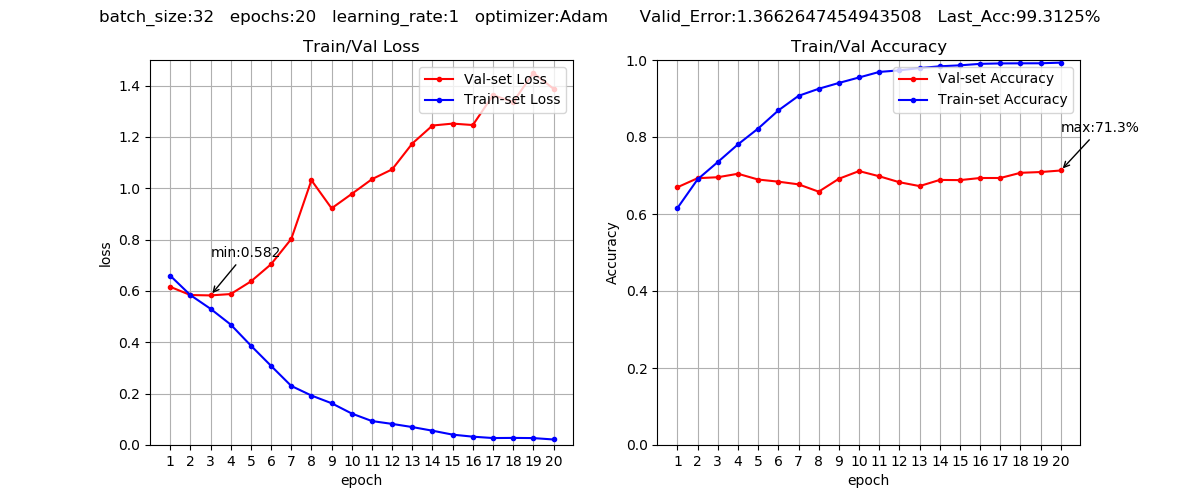 batch_size:32   epochs:20   learning_rate:1   optimizer:Adam      Valid_Error:1.3662647454943508   Last_Acc:99.3125%
Train/Val Loss
Val-set Loss
Train-set Loss
min:0.582
loss
1.4
1.2
1.0
0.8
0.6
0.4
0.2
0.0
1 2 3 4 5 6 7 8 9 10 11 12 13 14 15 16 17 18 19 20
epoch
Train/Val Accuracy
Val-set Accuracy
Train-set Accuracy
max:71.3%
Accuracy
1.0
0.8
0.6
0.4
0.2
0.0
1 2 3 4 5 6 7 8 9 10 11 12 13 14 15 16 17 18 19 20
epoch